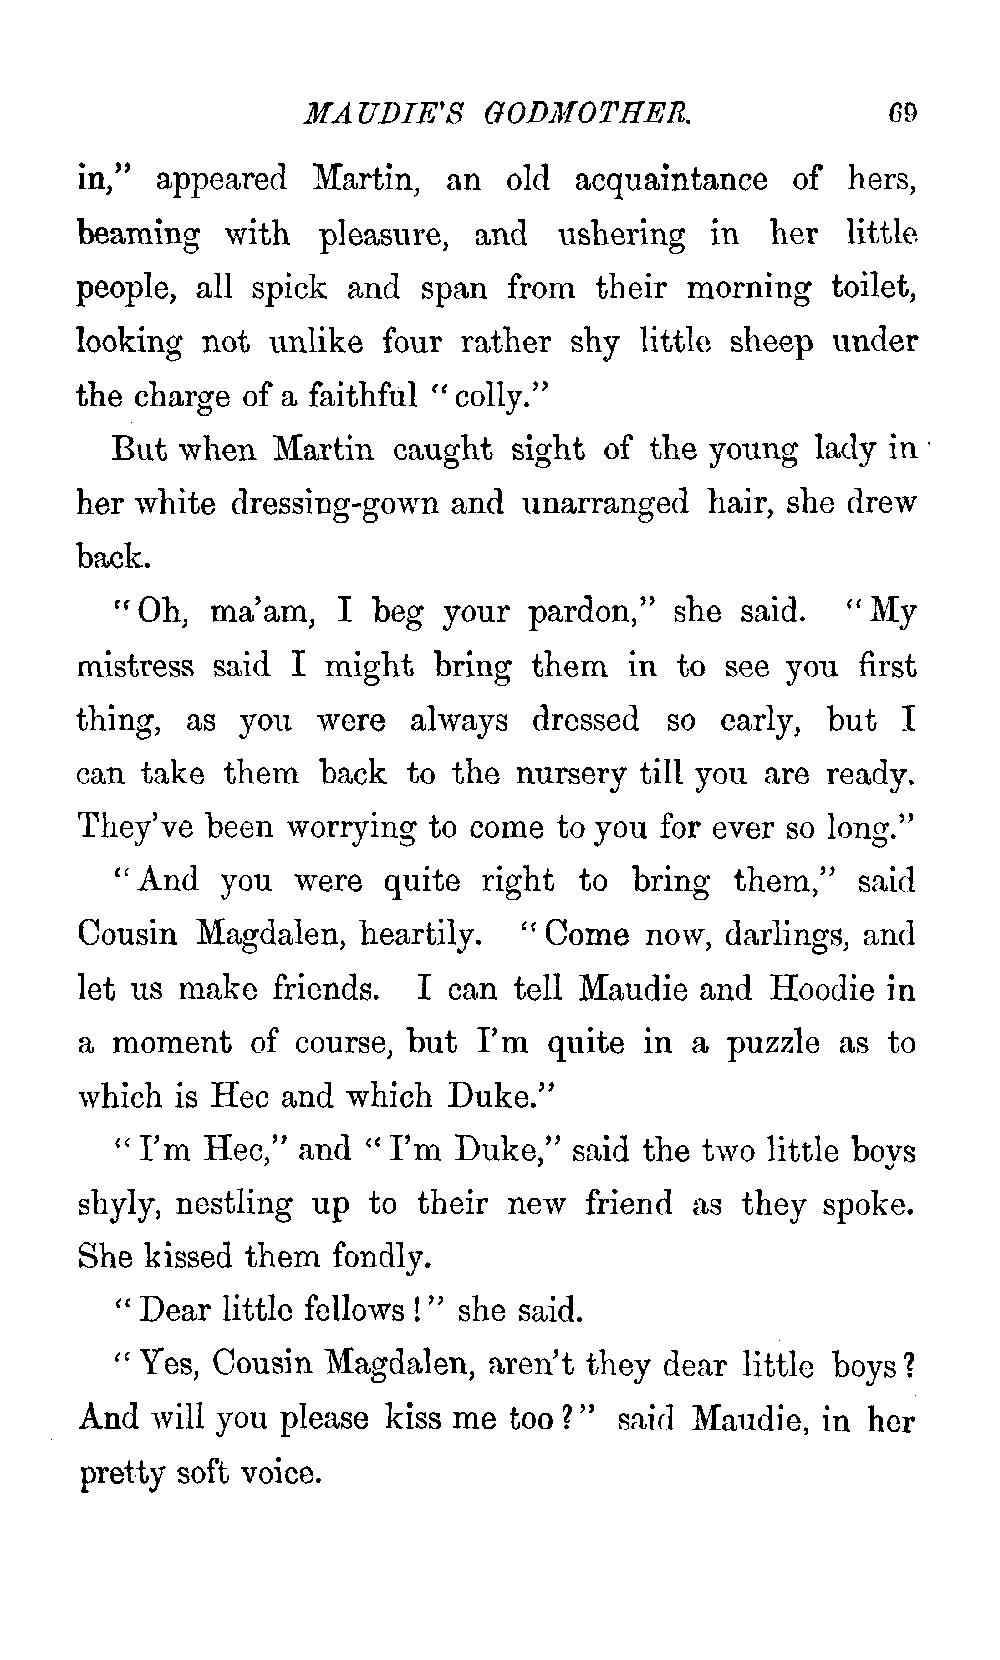 MAUDIE'S GODMOTHER. 69
in,” appeared Martin, an old acquaintance of hers,
beaming with pleasure, and ushering in her little
people, all spick and span from their morning toilet,
looking not unlike four rather shy little sheep under
the charge of a faithful “colly.”
But when Martin caught sight of the young lady in
her white dressing-gown and unarranged hair, she drew
back.
“Oh, ma’am, I beg your pardon,” she said. “My
mistress said I might bring them in to see you first
thing, as you were always dressed so early, but I
can take them back to the nursery till you are ready.
They’ve been worrying to come to you for ever so long.”
“And you were quite right to bring them,” said
Cousin Magdalen, heartily. “Come now, darlings, and
let us make friends. I can tell Maudie and Hoodie in
a moment of course, but I’m quite in a puzzle as to
which is Hec and which Duke.”
“I’m Hec,” and “I’m Duke,” said the two little boys
shyly, nestling up to their new friend as they spoke.
She kissed them fondly.
“Dear little fellows!” she said.
“Yes, Cousin Magdalen, aren’t they dear little boys?
And will you please kiss me too?” said Maudie, in her
pretty soft voice.